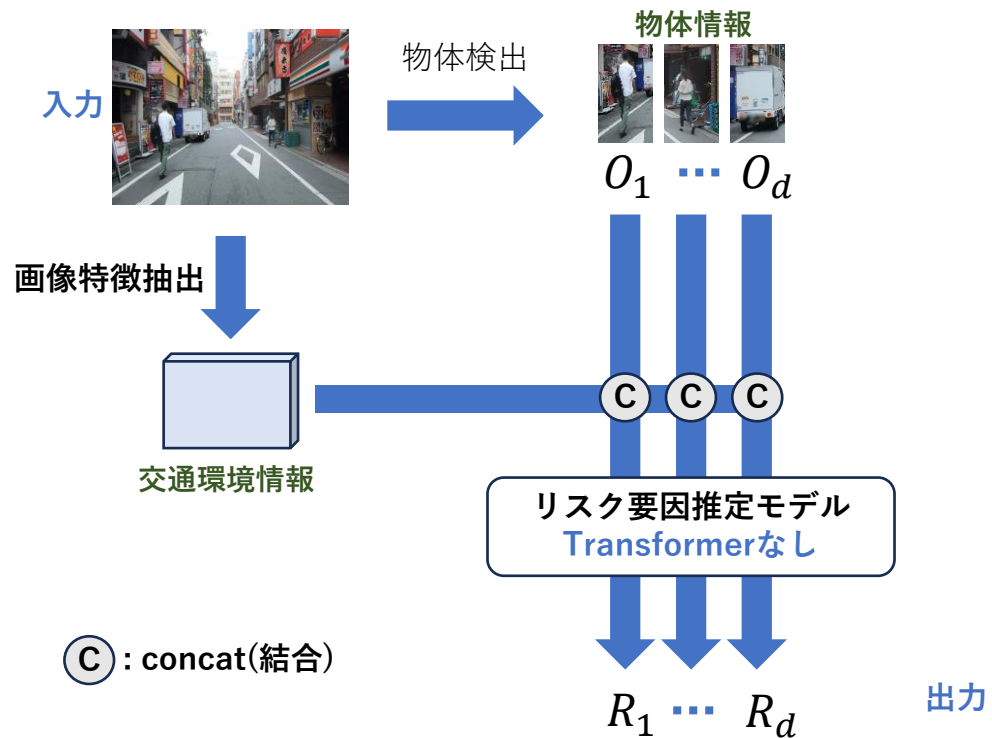 物体情報
物体検出
入力
O₁ ⋯ O_d
画像特徴抽出
C C C
交通環境情報
リスク要因推定モデル
Transformerなし
C : concat(結合)
R₁ ⋯ R_d
出力